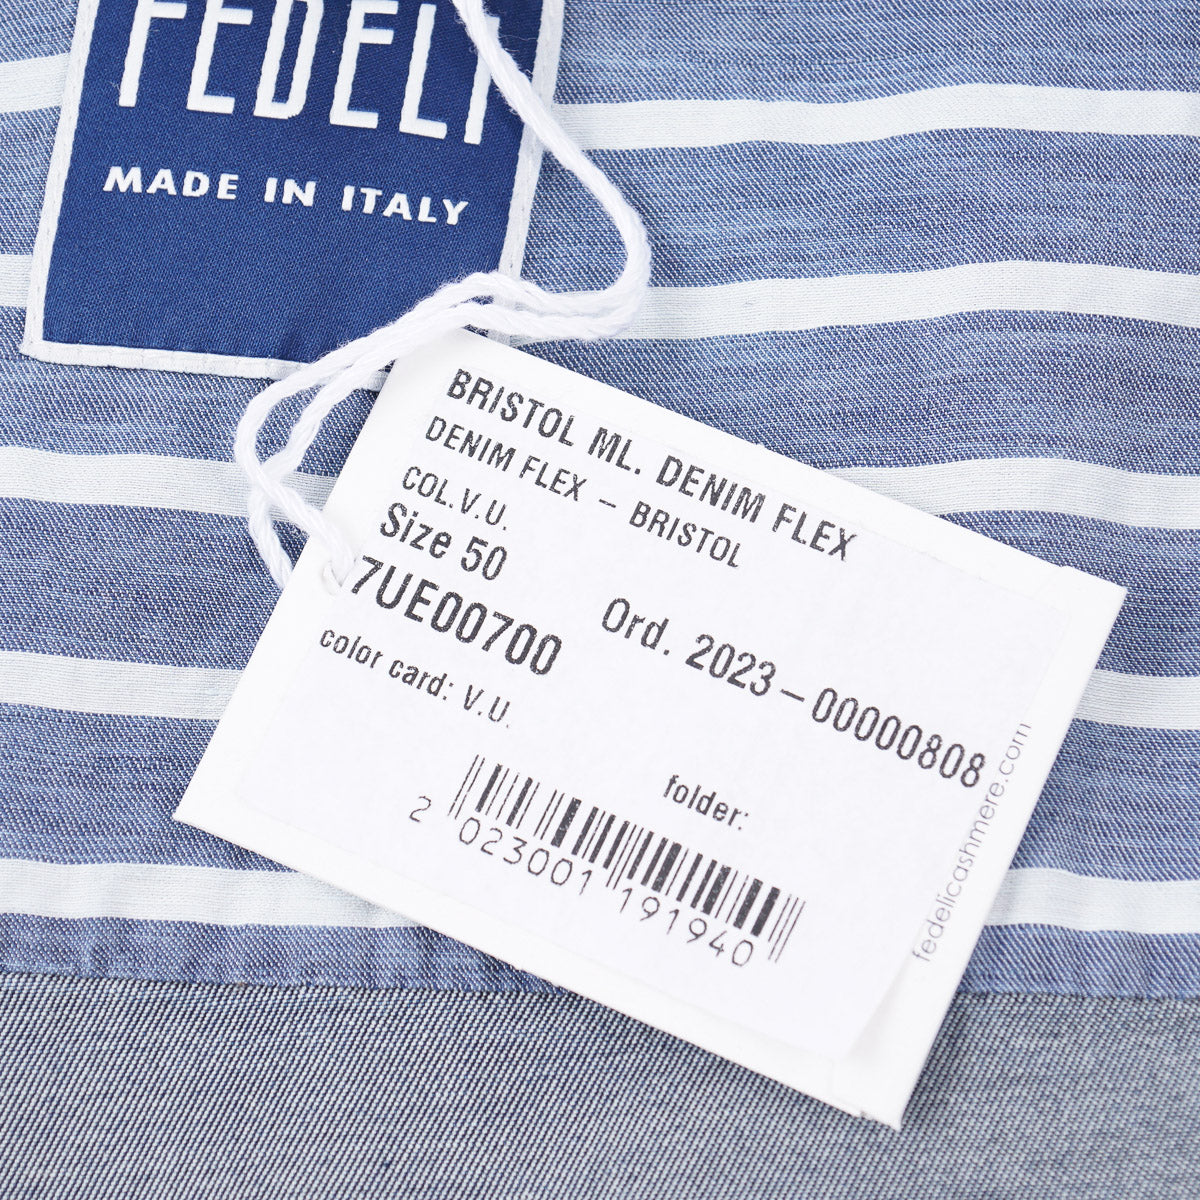 FEDELI
MADE IN ITALY
BRISTOL ML. DENIM FLEX
DENIM FLEX – BRISTOL
COL.V.U.
Size 50
7UE00700 Ord. 2023-00000808
color card: V.U.
folder:
2 023001 191940
fedelicashmere.com